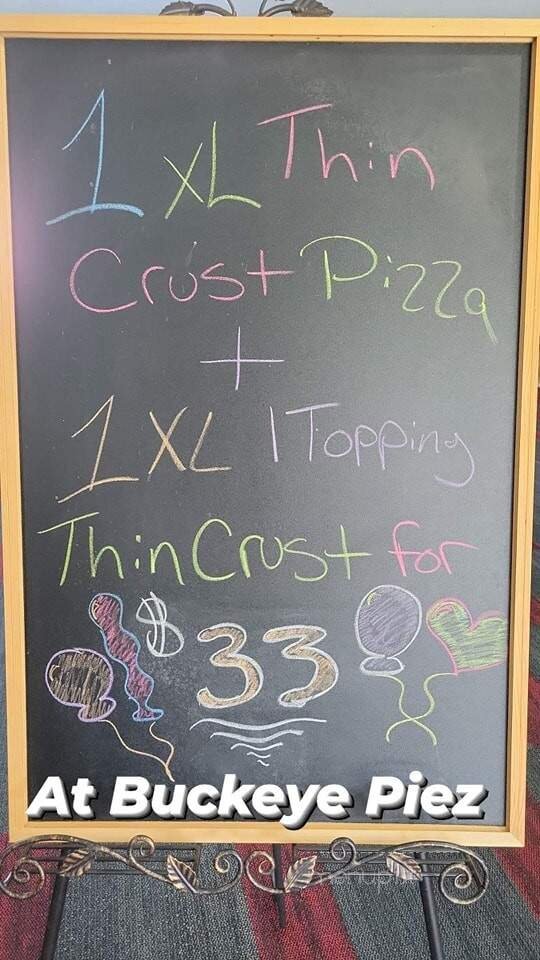 1 XL Thin
Crust Pizza
+
1 XL 1 Topping
Thin Crust for
$33
At Buckeye Piez